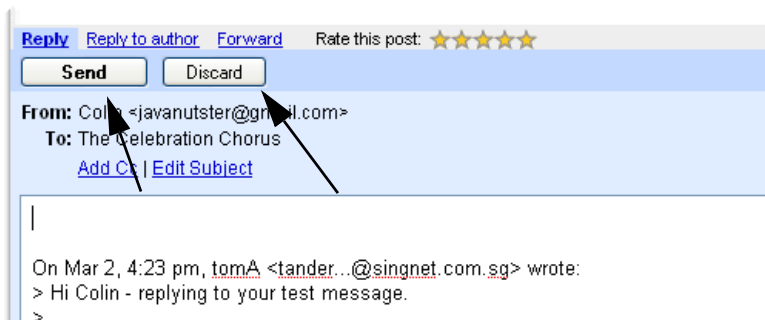 Reply Reply to author Forward Rate this post:
Send Discard
From: Colin <javanutster@gmail.com>
To: The Celebration Chorus
Add Cc | Edit Subject
On Mar 2, 4:23 pm, tomA <tander...@singnet.com.sg> wrote:
> Hi Colin - replying to your test message.
>